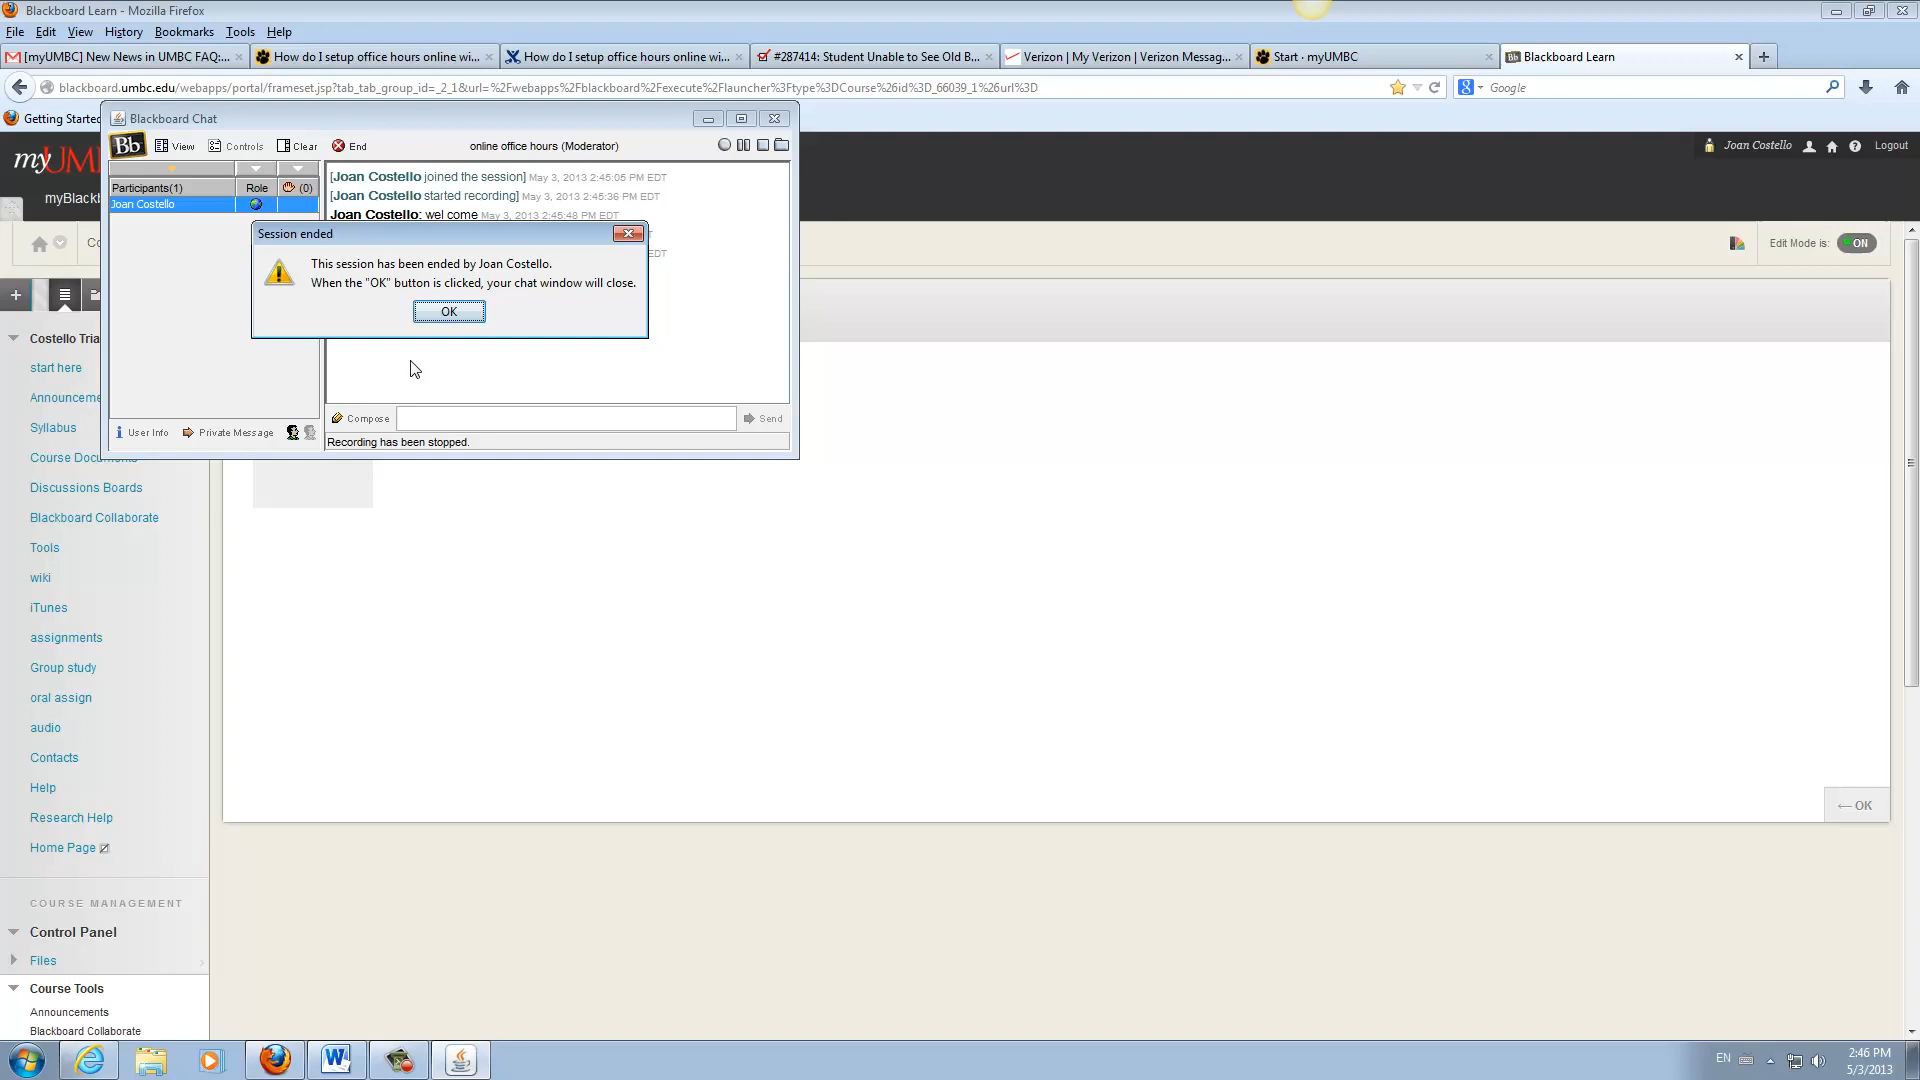 Blackboard Learn - Mozilla Firefox
File Edit View History Bookmarks Tools Help
[myUMBC] New News in UMBC FAQ:...
How do I setup office hours online wi...
How do I setup office hours online wi...
#287414: Student Unable to See Old B...
Verizon | My Verizon | Verizon Messag...
Start · myUMBC
Blackboard Learn
blackboard.umbc.edu/webapps/portal/frameset.jsp?tab_tab_group_id=_2_1&url=%2Fwebapps%2Fblackboard%2Fexecute%2Flauncher%3Ftype%3DCourse%26id%3D_66039_1%26url%3D
Google
Getting Started
Blackboard Chat
my UM
Joan Costello
Logout
myBlackb
Bb
View Controls Clear End
online office hours (Moderator)
Participants(1) Role (0)
Joan Costello
[Joan Costello joined the session] May 3, 2013 2:45:05 PM EDT
[Joan Costello started recording] May 3, 2013 2:45:36 PM EDT
Joan Costello: wel come May 3, 2013 2:45:48 PM EDT
EDT
Session ended
This session has been ended by Joan Costello.
When the "OK" button is clicked, your chat window will close.
OK
Compose
Send
User Info Private Message
Recording has been stopped.
Co
Edit Mode is: ON
Costello Tria
start here
Announceme
Syllabus
Course Documents
Discussions Boards
Blackboard Collaborate
Tools
wiki
iTunes
assignments
Group study
oral assign
audio
Contacts
Help
Research Help
Home Page
← OK
COURSE MANAGEMENT
Control Panel
Files
Course Tools
Announcements
Blackboard Collaborate
EN
2:46 PM
5/3/2013